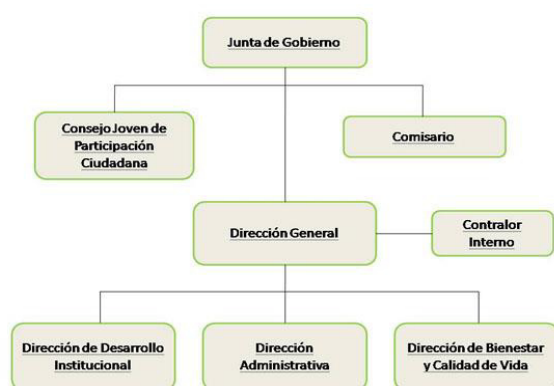 Junta de Gobierno
Consejo Joven de
Participación
Ciudadana
Comisario
Dirección General
Contralor
Interno
Dirección de Desarrollo
Institucional
Dirección
Administrativa
Dirección de Bienestar
y Calidad de Vida